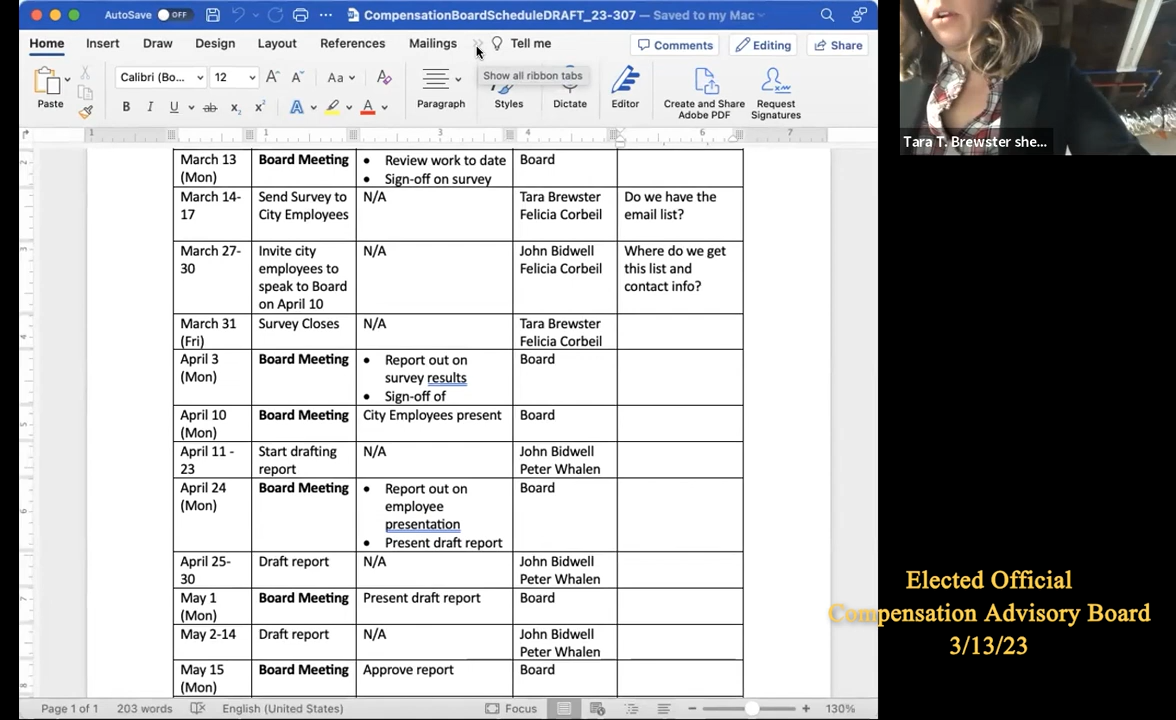 AutoSave OFF CompensationBoardScheduleDRAFT_23-307 — Saved to my Mac
Home Insert Draw Design Layout References Mailings Tell me Comments Editing Share
Show all ribbon tabs
Paste Calibri (Bo... 12 A A Aa A Paragraph Styles Dictate Editor Create and Share Adobe PDF Request Signatures
B I U ab x₂ x² A A
1 1 3 4 6 7
March 13 (Mon) Board Meeting • Review work to date • Sign-off on survey Board
March 14-17 Send Survey to City Employees N/A Tara Brewster Felicia Corbeil Do we have the email list?
March 27-30 Invite city employees to speak to Board on April 10 N/A John Bidwell Felicia Corbeil Where do we get this list and contact info?
March 31 (Fri) Survey Closes N/A Tara Brewster Felicia Corbeil
April 3 (Mon) Board Meeting • Report out on survey results • Sign-off of Board
April 10 (Mon) Board Meeting City Employees present Board
April 11 - 23 Start drafting report N/A John Bidwell Peter Whalen
April 24 (Mon) Board Meeting • Report out on employee presentation • Present draft report Board
April 25-30 Draft report N/A John Bidwell Peter Whalen
May 1 (Mon) Board Meeting Present draft report Board
May 2-14 Draft report N/A John Bidwell Peter Whalen
May 15 (Mon) Board Meeting Approve report Board
Page 1 of 1 203 words English (United States) Focus 130%
Tara T. Brewster she...
Elected Official
Compensation Advisory Board
3/13/23